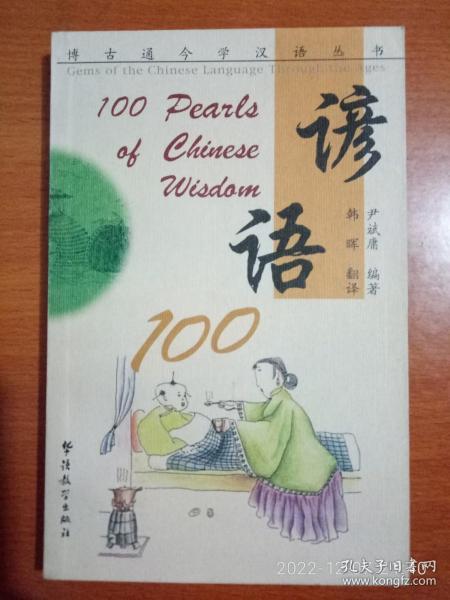 博古通今学汉语丛书
Gems of the Chinese Language Through the Ages
100 Pearls
of Chinese
Wisdom
谚语
100
尹斌庸 编著
韩晖 翻译
华语教学出版社
孔夫子旧书网
www.kongfz.com